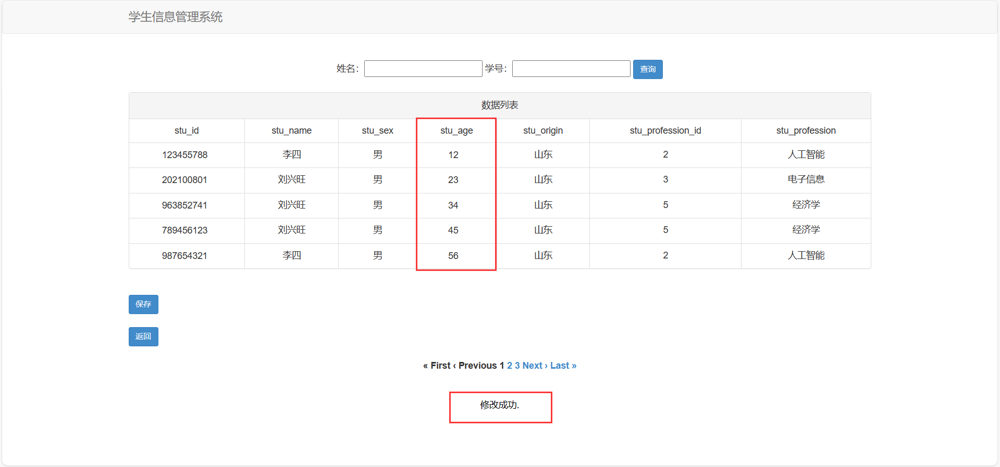 学生信息管理系统
姓名: 学号: 查询
数据列表
stu_id stu_name stu_sex stu_age stu_origin stu_profession_id stu_profession
123455788 李四 男 12 山东 2 人工智能
202100801 刘兴旺 男 23 山东 3 电子信息
963852741 刘兴旺 男 34 山东 5 经济学
789456123 刘兴旺 男 45 山东 5 经济学
987654321 李四 男 56 山东 2 人工智能
保存
返回
« First ‹ Previous 1 2 3 Next › Last »
修改成功.